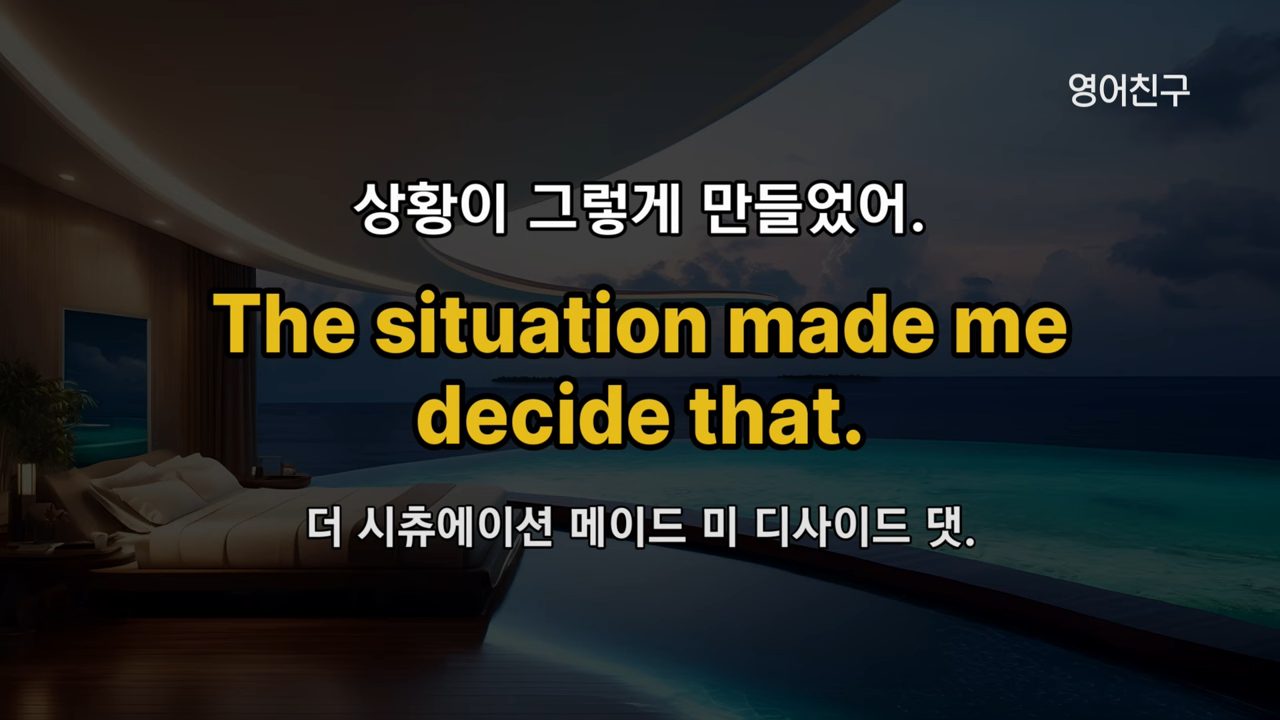 영어친구
상황이 그렇게 만들었어.
The situation made me
decide that.
더 시츄에이션 메이드 미 디사이드 댓.